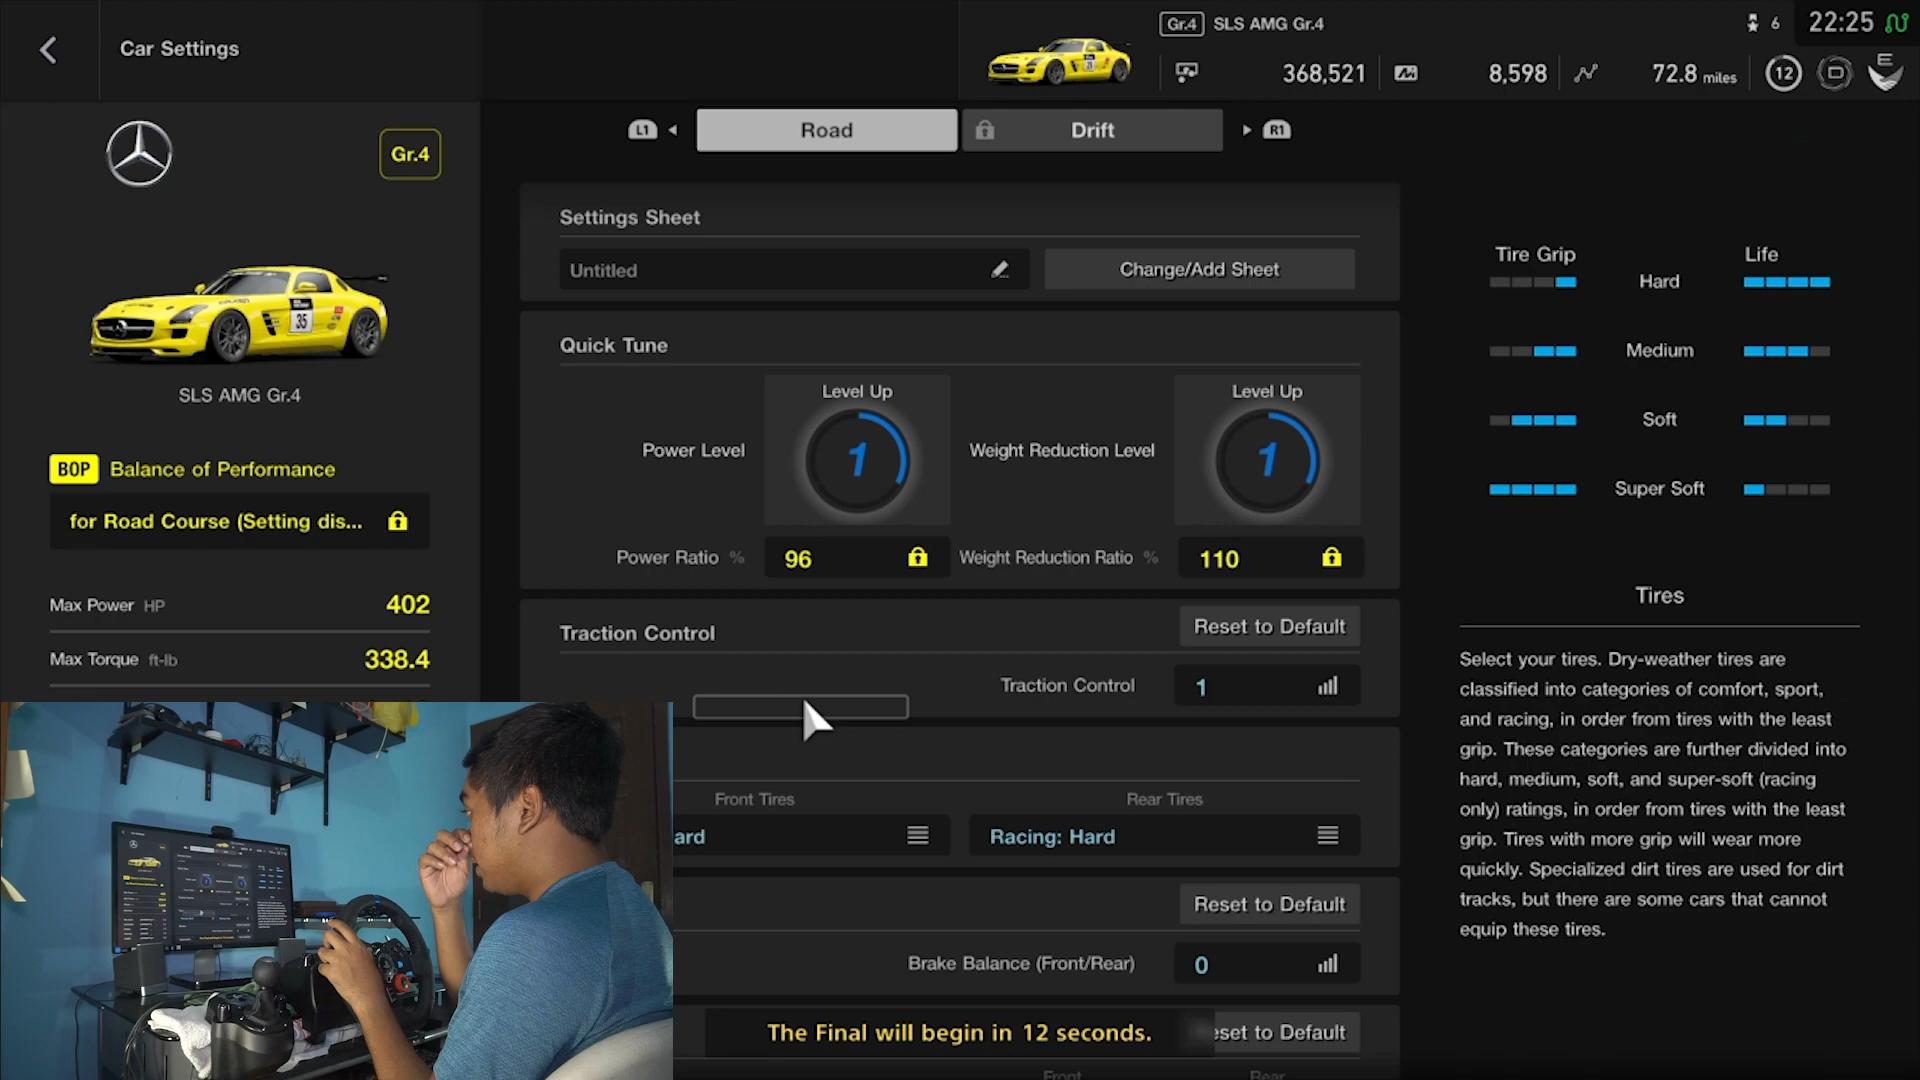 Car Settings
Gr.4 SLS AMG Gr.4
6
22:25
368,521
8,598
72.8 miles
12
D
E
L1
Road
Drift
R1
Gr.4
35
SLS AMG Gr.4
BOP Balance of Performance
for Road Course (Setting dis...
Max Power HP 402
Max Torque ft-lb 338.4
Settings Sheet
Untitled
Change/Add Sheet
Quick Tune
Power Level
Level Up
1
Weight Reduction Level
Level Up
1
Power Ratio % 96
Weight Reduction Ratio % 110
Traction Control
Reset to Default
Traction Control 1
Front Tires
Rear Tires
ard
Racing: Hard
Reset to Default
Brake Balance (Front/Rear) 0
The Final will begin in 12 seconds.
set to Default
Front
Rear
Tire Grip
Life
Hard
Medium
Soft
Super Soft
Tires
Select your tires. Dry-weather tires are
classified into categories of comfort, sport,
and racing, in order from tires with the least
grip. These categories are further divided into
hard, medium, soft, and super-soft (racing
only) ratings, in order from tires with the least
grip. Tires with more grip will wear more
quickly. Specialized dirt tires are used for dirt
tracks, but there are some cars that cannot
equip these tires.